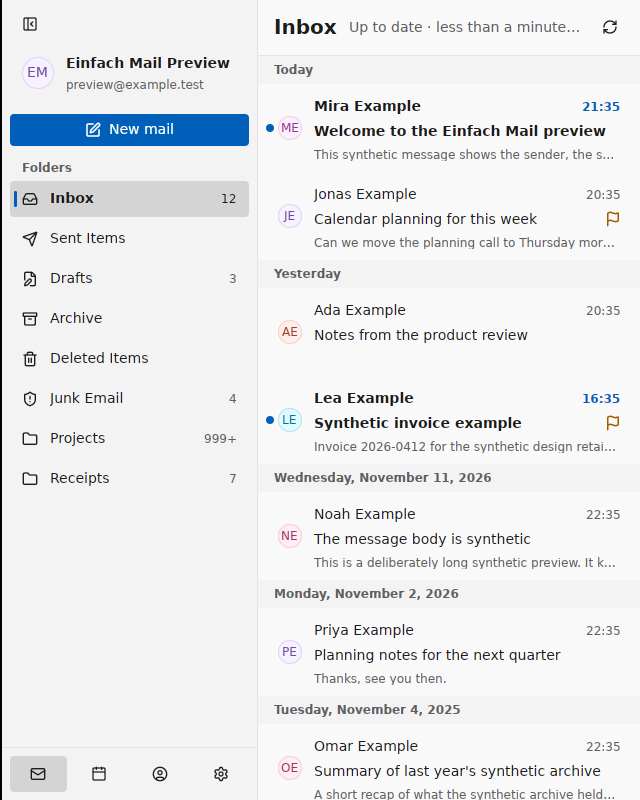 Einfach Mail Preview
EM
preview@example.test
New mail
Folders
Inbox 12
Sent Items
Drafts 3
Archive
Deleted Items
Junk Email 4
Projects 999+
Receipts 7
Inbox Up to date · less than a minute…
Today
Mira Example 21:35
ME
Welcome to the Einfach Mail preview
This synthetic message shows the sender, the s…
Jonas Example 20:35
JE
Calendar planning for this week
Can we move the planning call to Thursday mor…
Yesterday
Ada Example 20:35
AE
Notes from the product review
Lea Example 16:35
LE
Synthetic invoice example
Invoice 2026-0412 for the synthetic design retai…
Wednesday, November 11, 2026
Noah Example 22:35
NE
The message body is synthetic
This is a deliberately long synthetic preview. It k…
Monday, November 2, 2026
Priya Example 22:35
PE
Planning notes for the next quarter
Thanks, see you then.
Tuesday, November 4, 2025
Omar Example 22:35
OE
Summary of last year's synthetic archive
A short recap of what the synthetic archive held…